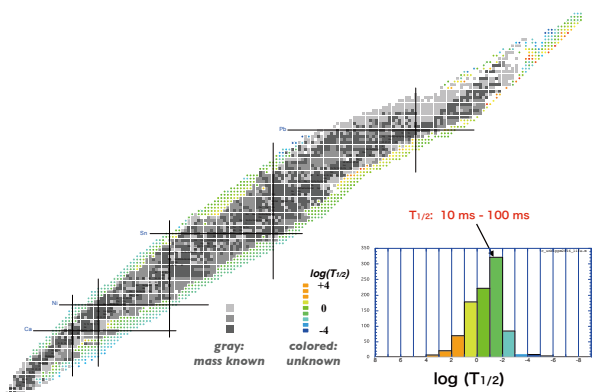 Pb
T1/2: 10 ms - 100 ms
Sn
log(T1/2)
+4
0
-4
Ni
Ca
gray:
mass known
colored:
unknown
350
300
250
200
150
100
50
0
8 6 4 2 0 -2 -4 -6 -8
log (T1/2)